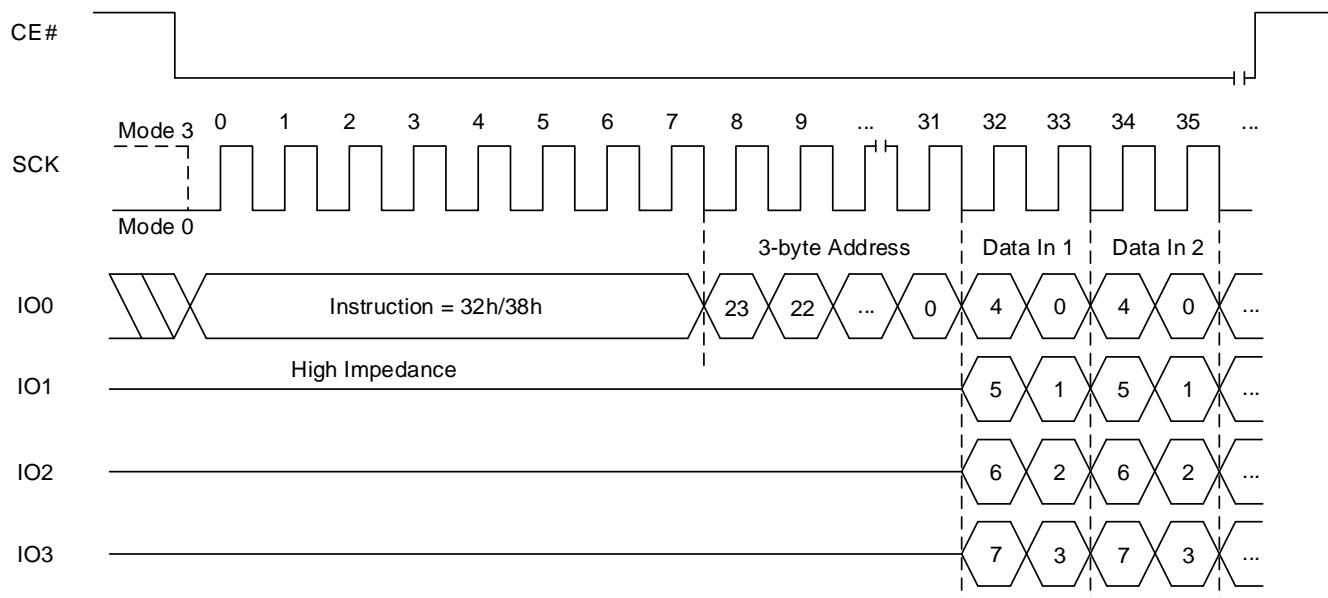 CE#
Mode 3 0 1 2 3 4 5 6 7 8 9 ... 31 32 33 34 35 ...
SCK
Mode 0
3-byte Address Data In 1 Data In 2
IO0 Instruction = 32h/38h 23 22 ... 0 4 0 4 0 ...
High Impedance
IO1 5 1 5 1 ...
IO2 6 2 6 2 ...
IO3 7 3 7 3 ...